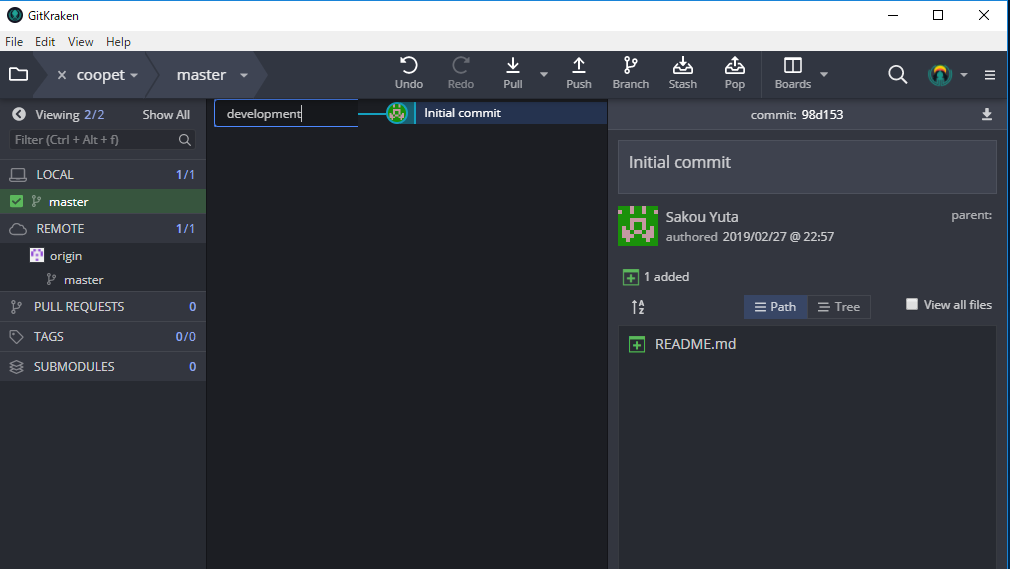 GitKraken
File Edit View Help
coopet master Undo Redo Pull Push Branch Stash Pop Boards
Viewing 2/2 Show All
Filter (Ctrl + Alt + f)
LOCAL 1/1
master
REMOTE 1/1
origin
master
PULL REQUESTS 0
TAGS 0/0
SUBMODULES 0
development Initial commit
commit: 98d153
Initial commit
Sakou Yuta parent:
authored 2019/02/27 @ 22:57
1 added
A Z Path Tree View all files
README.md